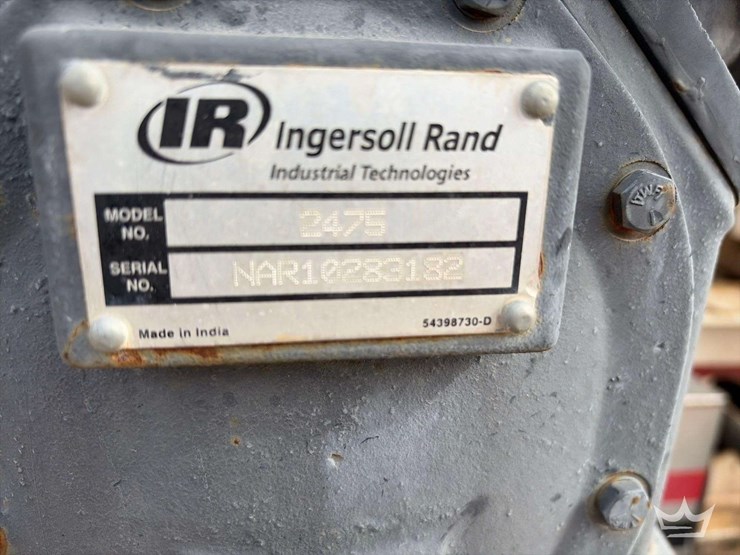 IR Ingersoll Rand
Industrial Technologies
MODEL NO. 2475
SERIAL NO. NAR10283182
Made in India 54398730-D